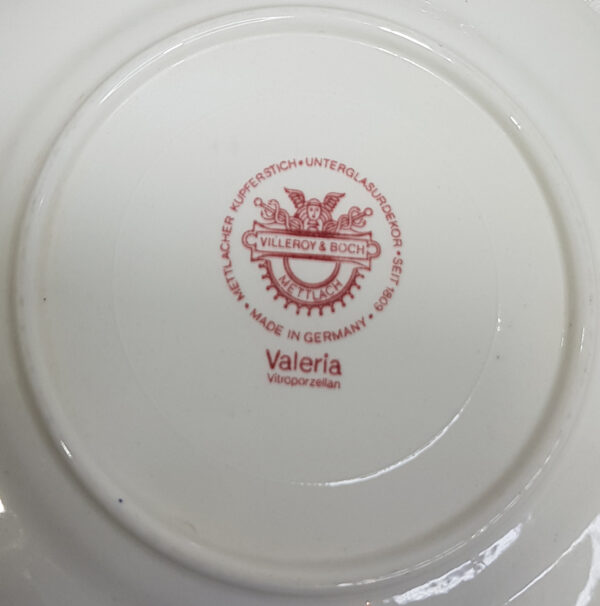 METTLACHER KUPFERSTICH • UNTERGLASURDEKOR • SEIT 1809 • MADE IN GERMANY •
VILLEROY & BOCH
METTLACH
Valeria
Vitroporzellan